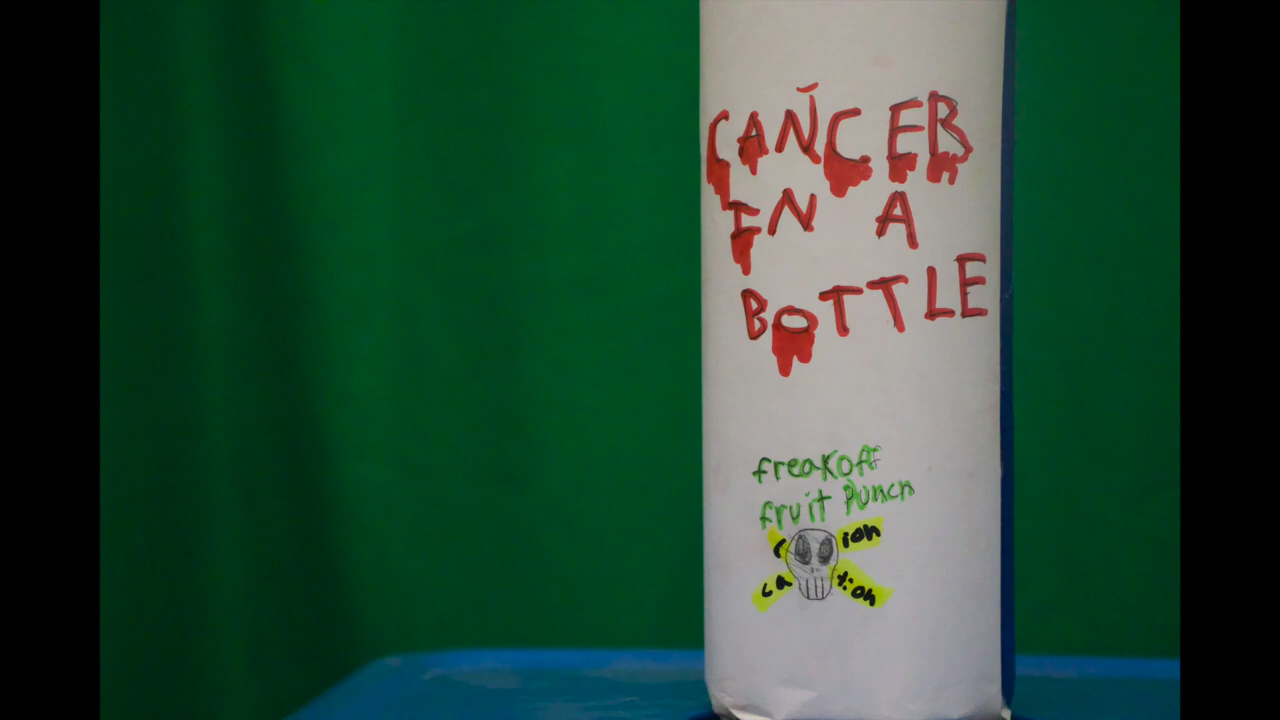 CANCER
IN A
BOTTLE
freakoff
fruit Punch
ion
ca tion